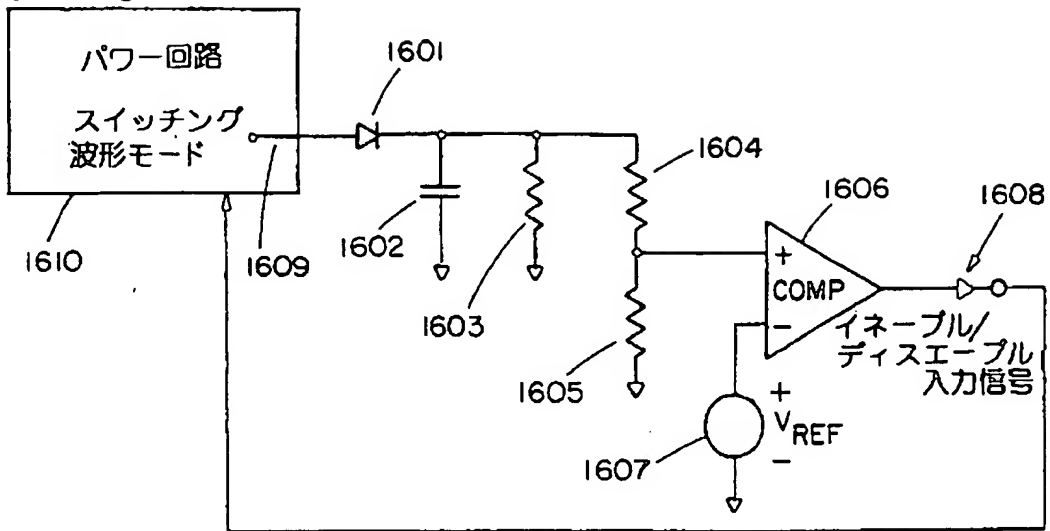 パワー回路
スイッチング
波形モード
1601
1604
1606
1608
1610
1609
1602
1603
1605
+
COMP
-
イネーブル/
ディスエーブル
入力信号
+
VREF
-
1607